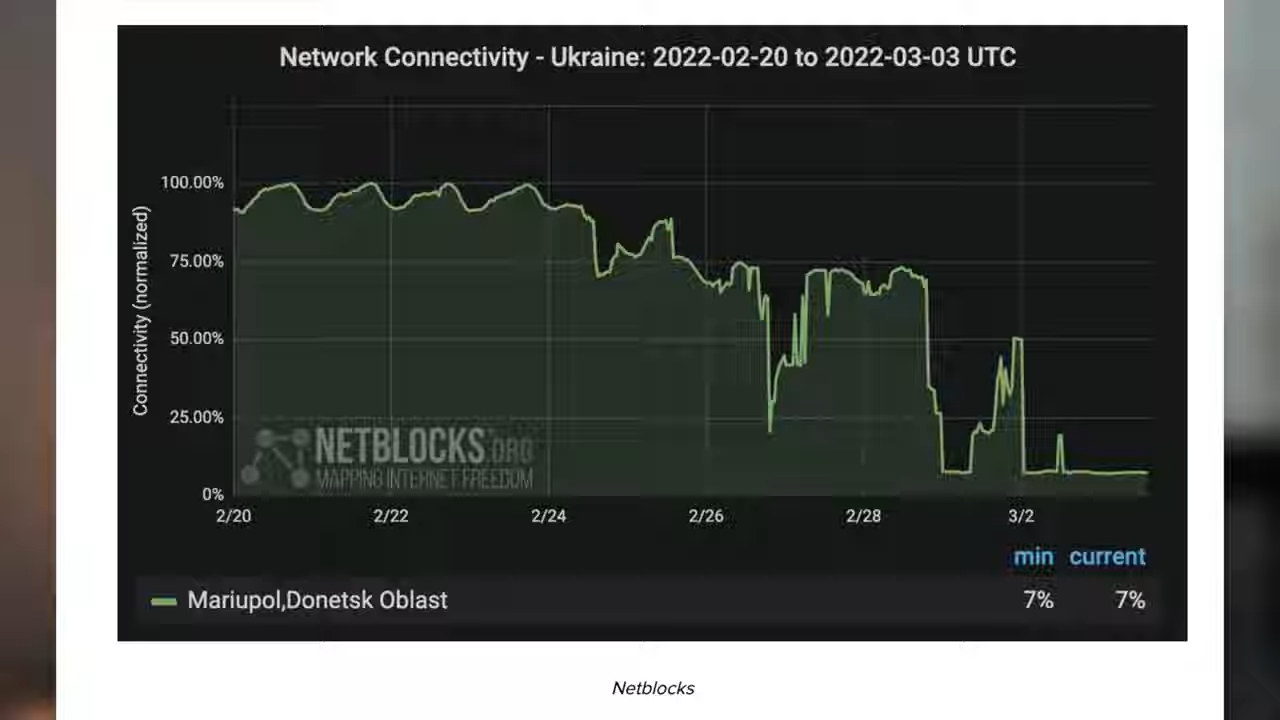 Network Connectivity - Ukraine: 2022-02-20 to 2022-03-03 UTC
Connectivity (normalized)
100.00%
75.00%
50.00%
25.00%
0%
NETBLOCKS.ORG
MAPPING INTERNET FREEDOM
2/20 2/22 2/24 2/26 2/28 3/2
min current
Mariupol,Donetsk Oblast 7% 7%
Netblocks